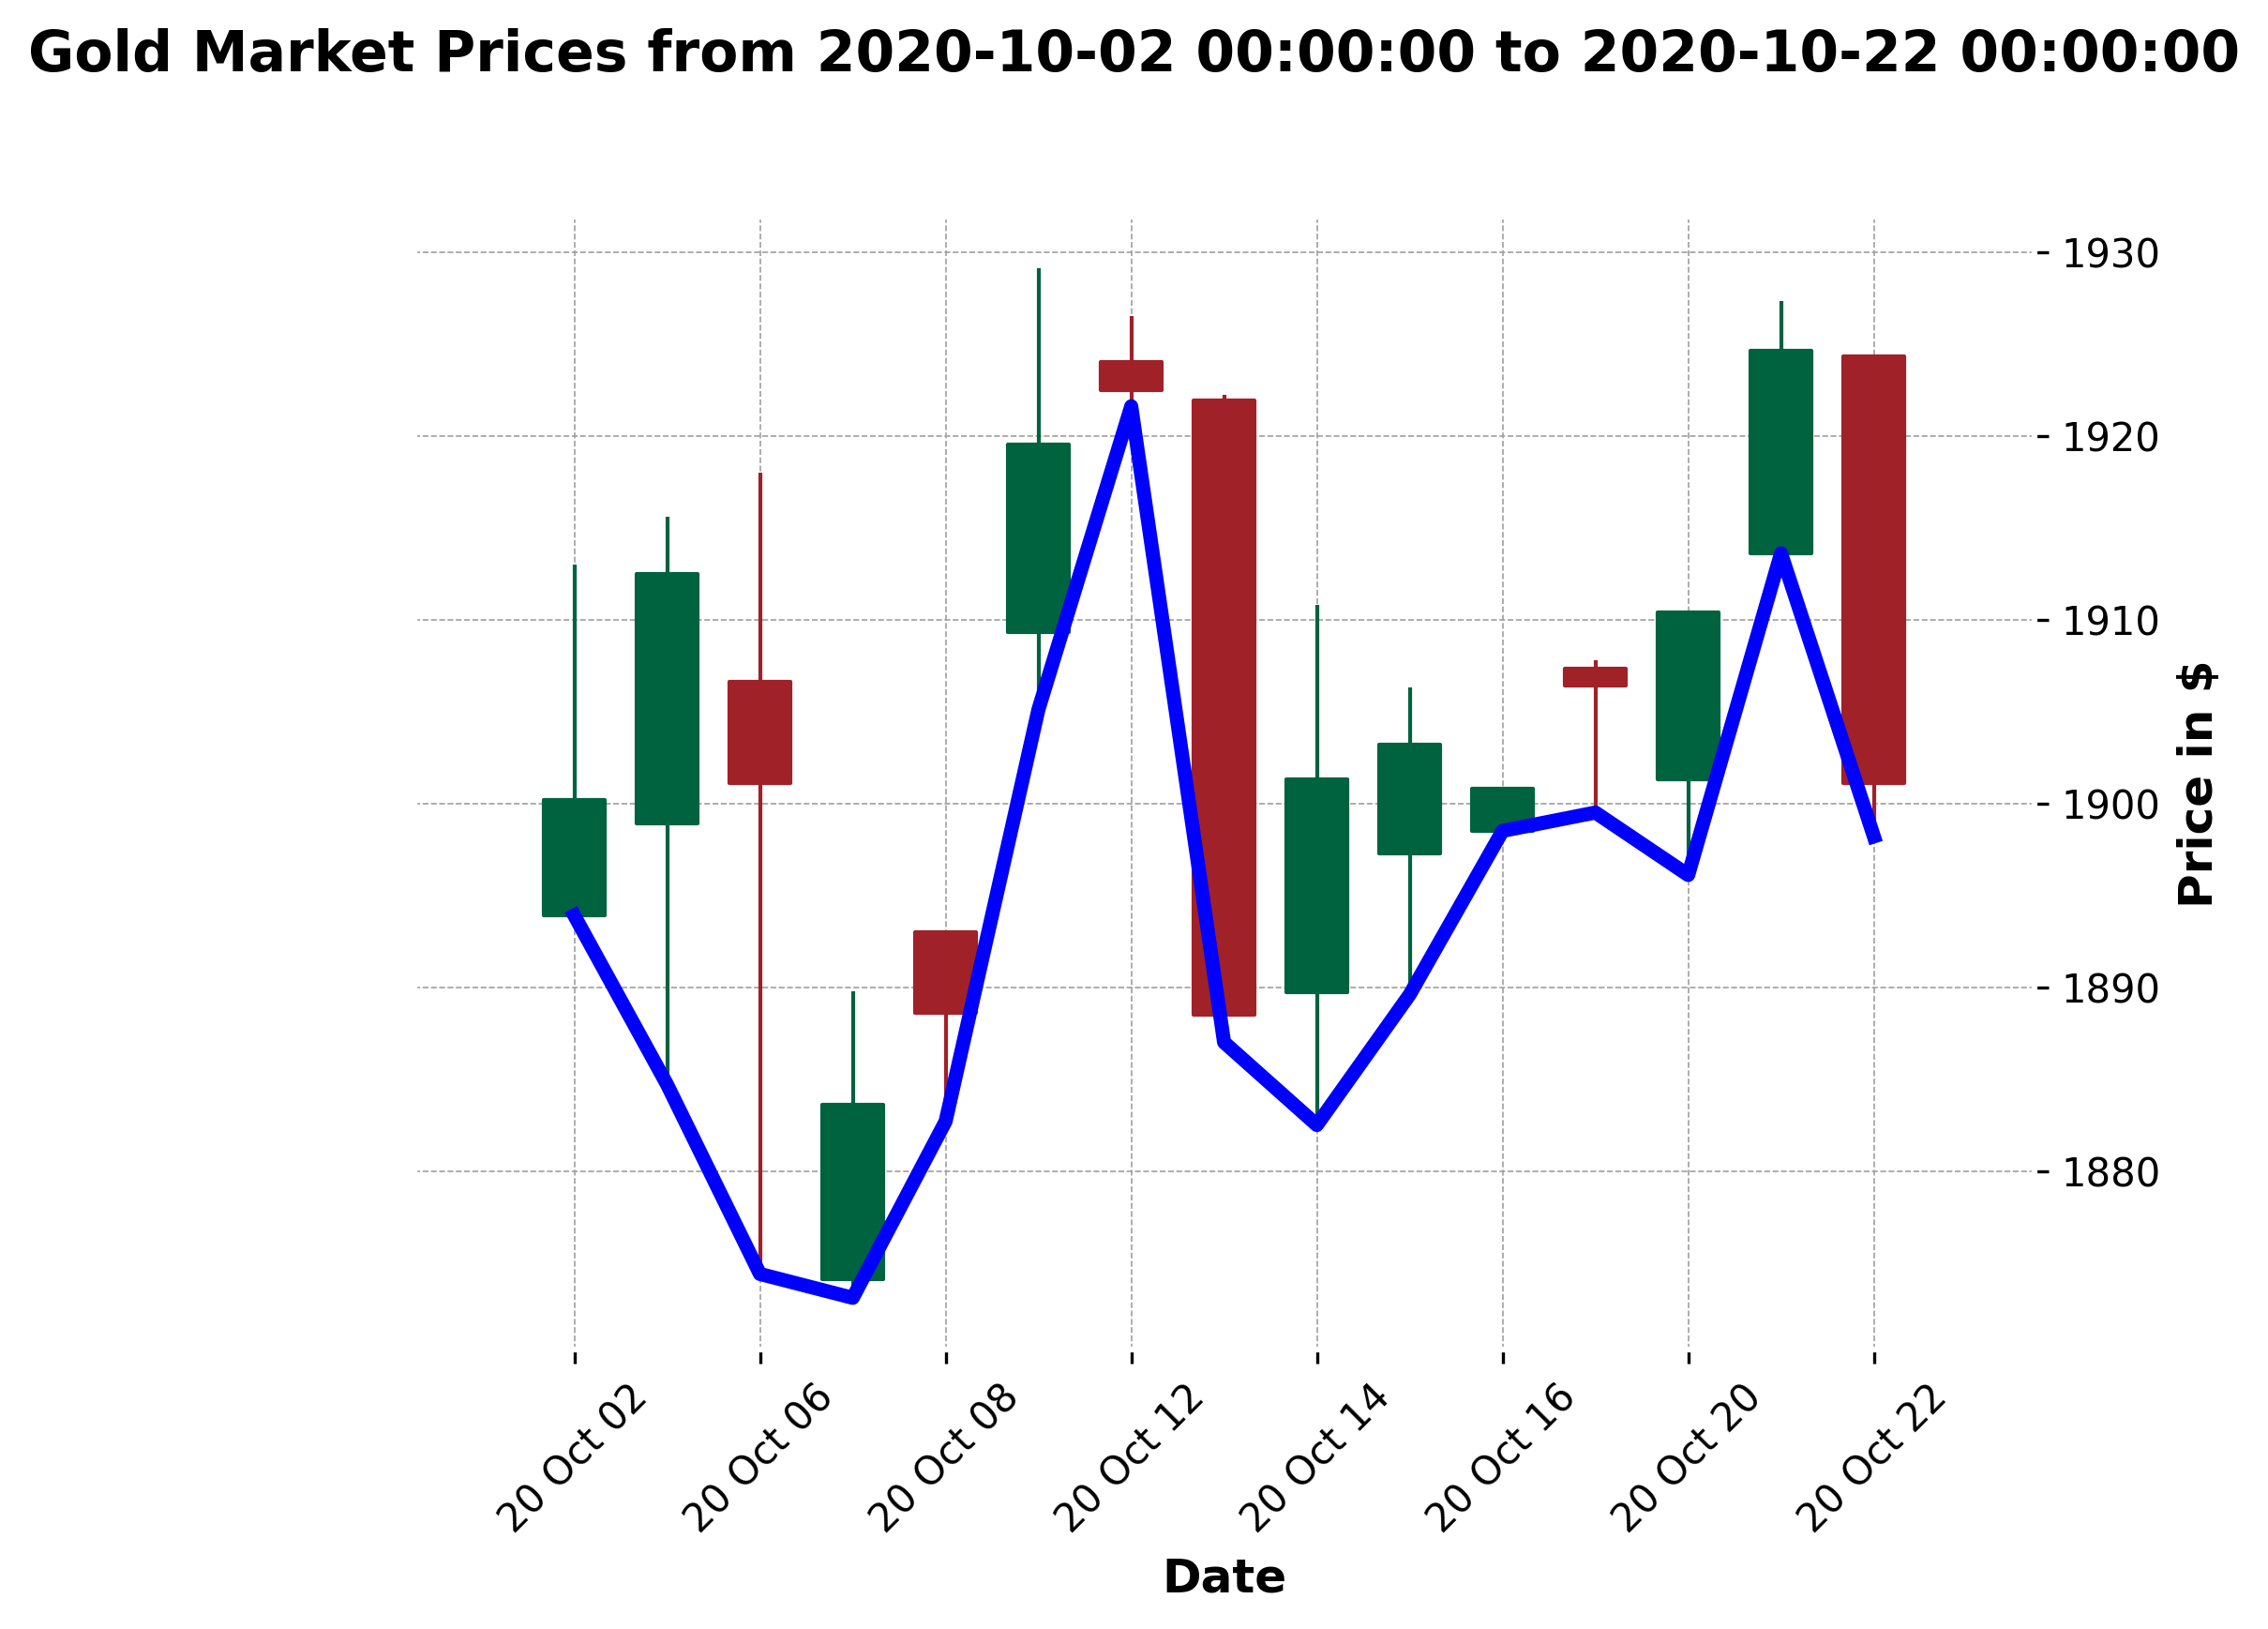 Gold Market Prices from 2020-10-02 00:00:00 to 2020-10-22 00:00:00
1930
1920
1910
1900
1890
1880
Price in $
20 Oct 02
20 Oct 06
20 Oct 08
20 Oct 12
20 Oct 14
20 Oct 16
20 Oct 20
20 Oct 22
Date